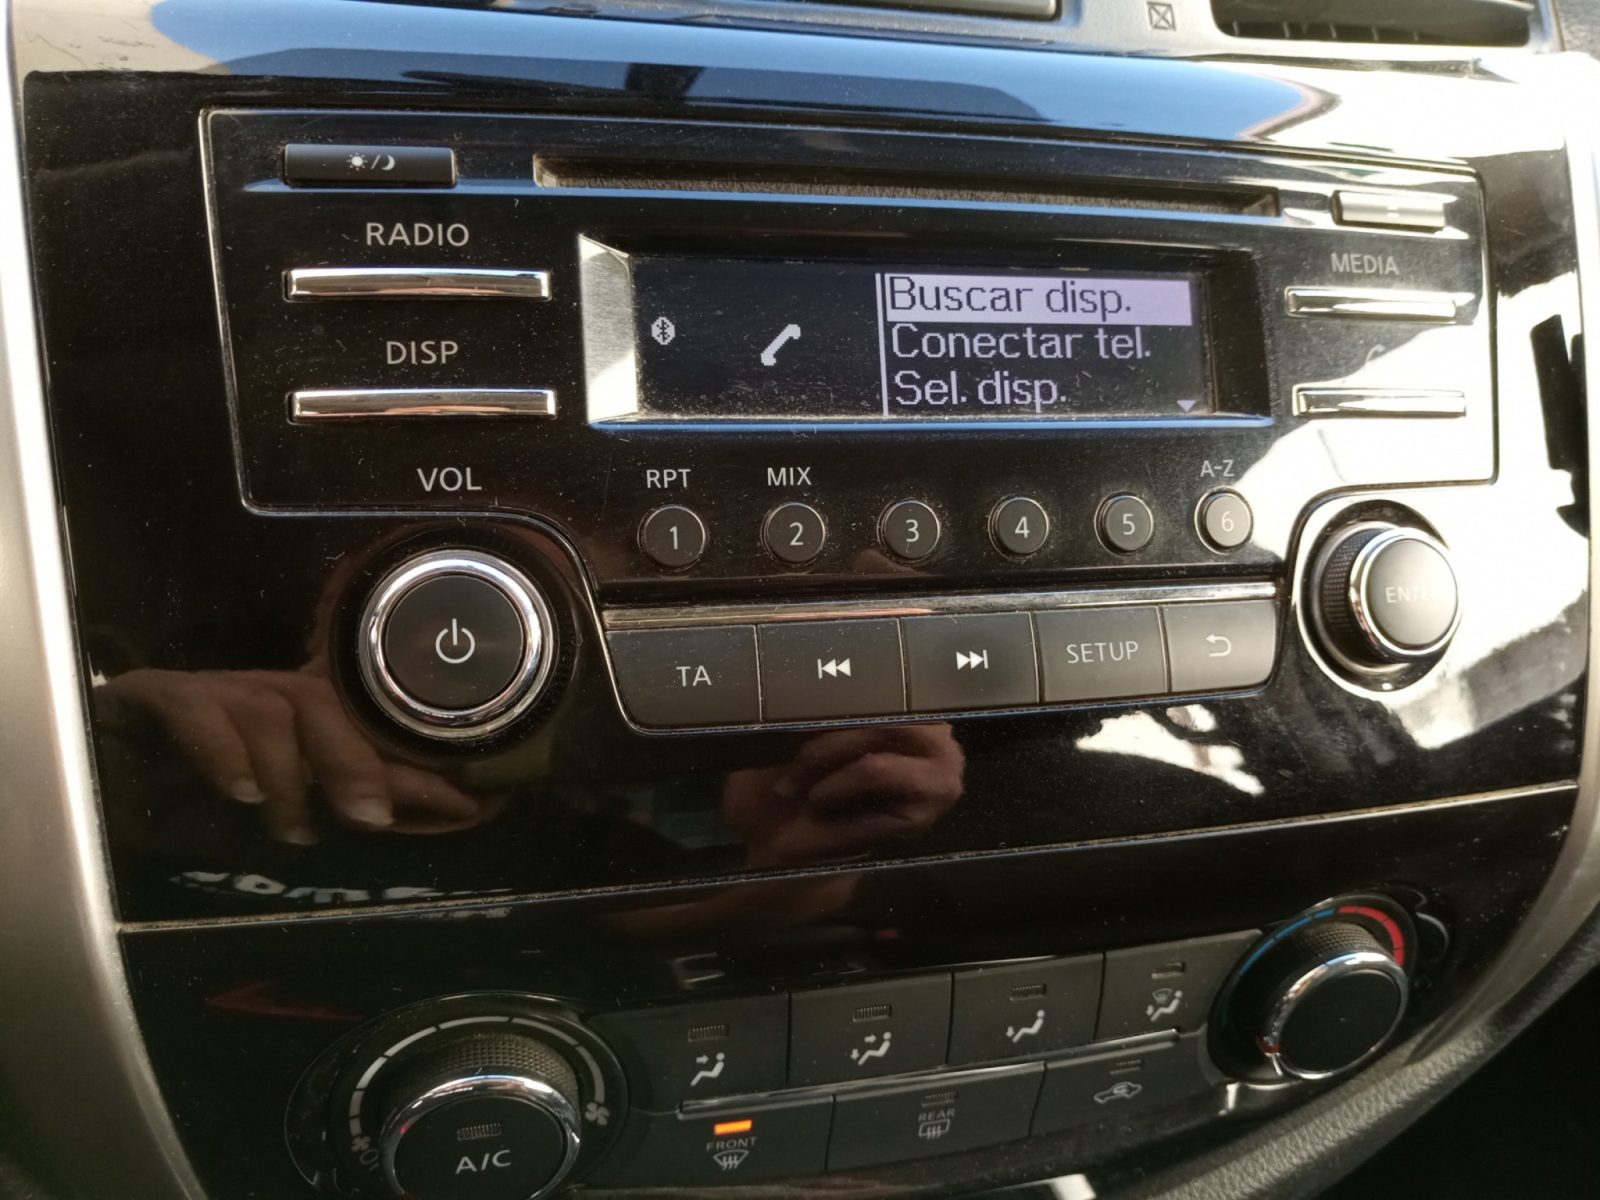 RADIO
MEDIA
Buscar disp.
Conectar tel.
Sel. disp.
DISP
VOL
RPT
MIX
A-Z
1
2
3
4
5
6
TA
SETUP
A/C
FRONT
REAR